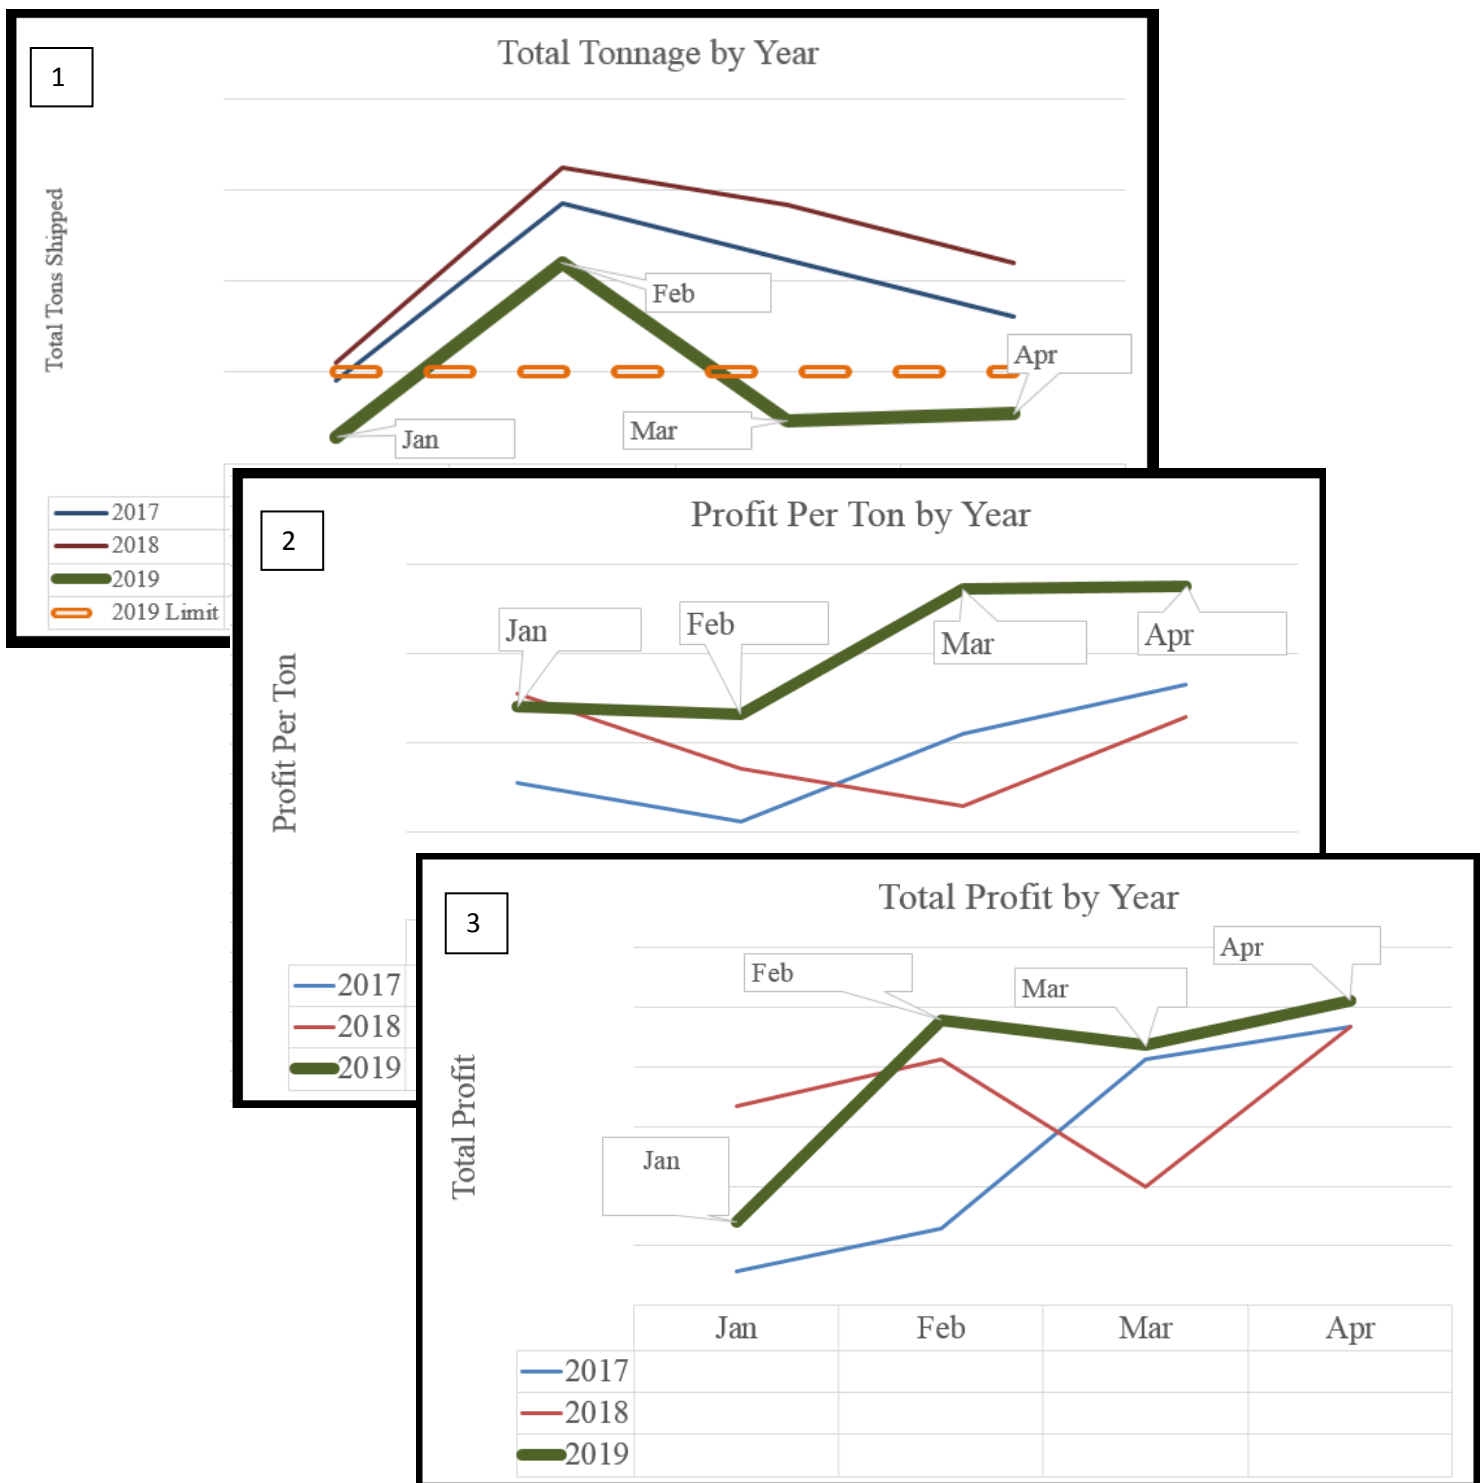 1
Total Tonnage by Year
Total Tons Shipped
Feb
Apr
Jan
Mar
2017
2018
2019
2019 Limit
2
Profit Per Ton by Year
Profit Per Ton
Jan
Feb
Mar
Apr
2017
2018
2019
3
Total Profit by Year
Total Profit
Feb
Mar
Apr
Jan
Jan Feb Mar Apr
2017
2018
2019